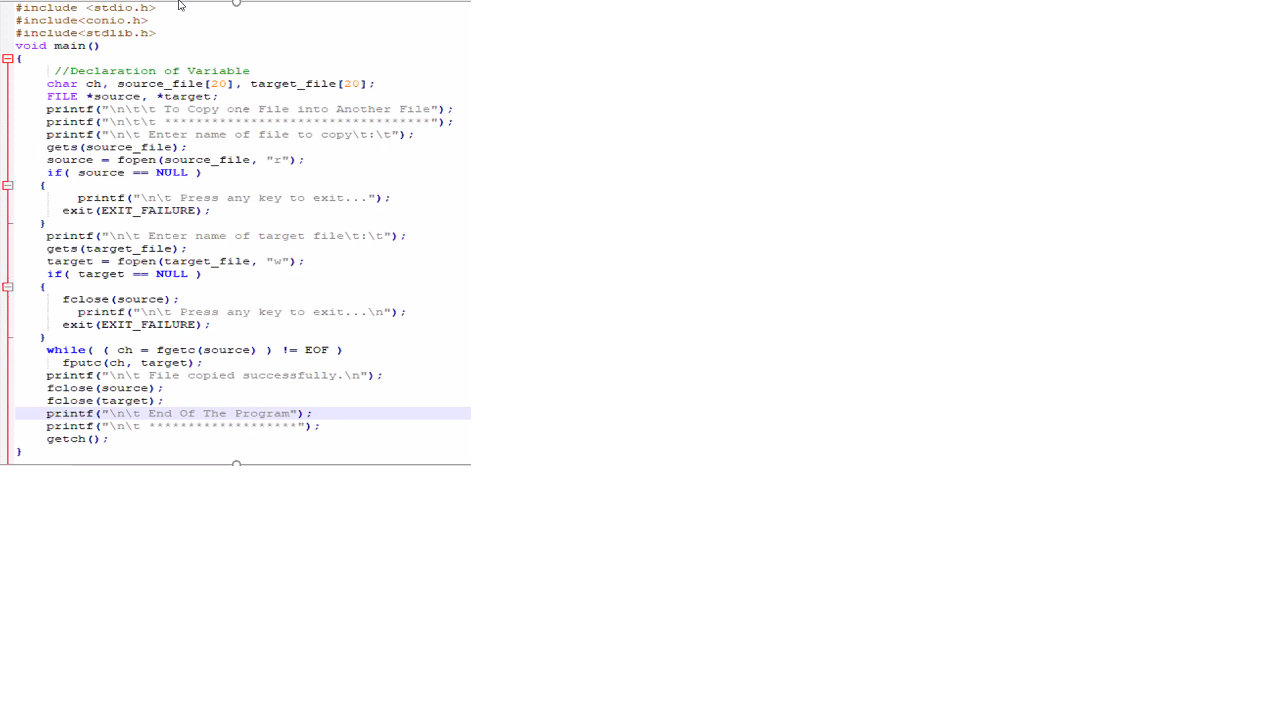 #include <stdio.h>
#include<conio.h>
#include<stdlib.h>
void main()
{
//Declaration of Variable
char ch, source_file[20], target_file[20];
FILE *source, *target;
printf("\n\t\t To Copy one File into Another File");
printf("\n\t\t **********************************");
printf("\n\t Enter name of file to copy\t:\t");
gets(source_file);
source = fopen(source_file, "r");
if( source == NULL )
{
printf("\n\t Press any key to exit...");
exit(EXIT_FAILURE);
}
printf("\n\t Enter name of target file\t:\t");
gets(target_file);
target = fopen(target_file, "w");
if( target == NULL )
{
fclose(source);
printf("\n\t Press any key to exit...\n");
exit(EXIT_FAILURE);
}
while( ( ch = fgetc(source) ) != EOF )
fputc(ch, target);
printf("\n\t File copied successfully.\n");
fclose(source);
fclose(target);
printf("\n\t End Of The Program");
printf("\n\t *******************");
getch();
}